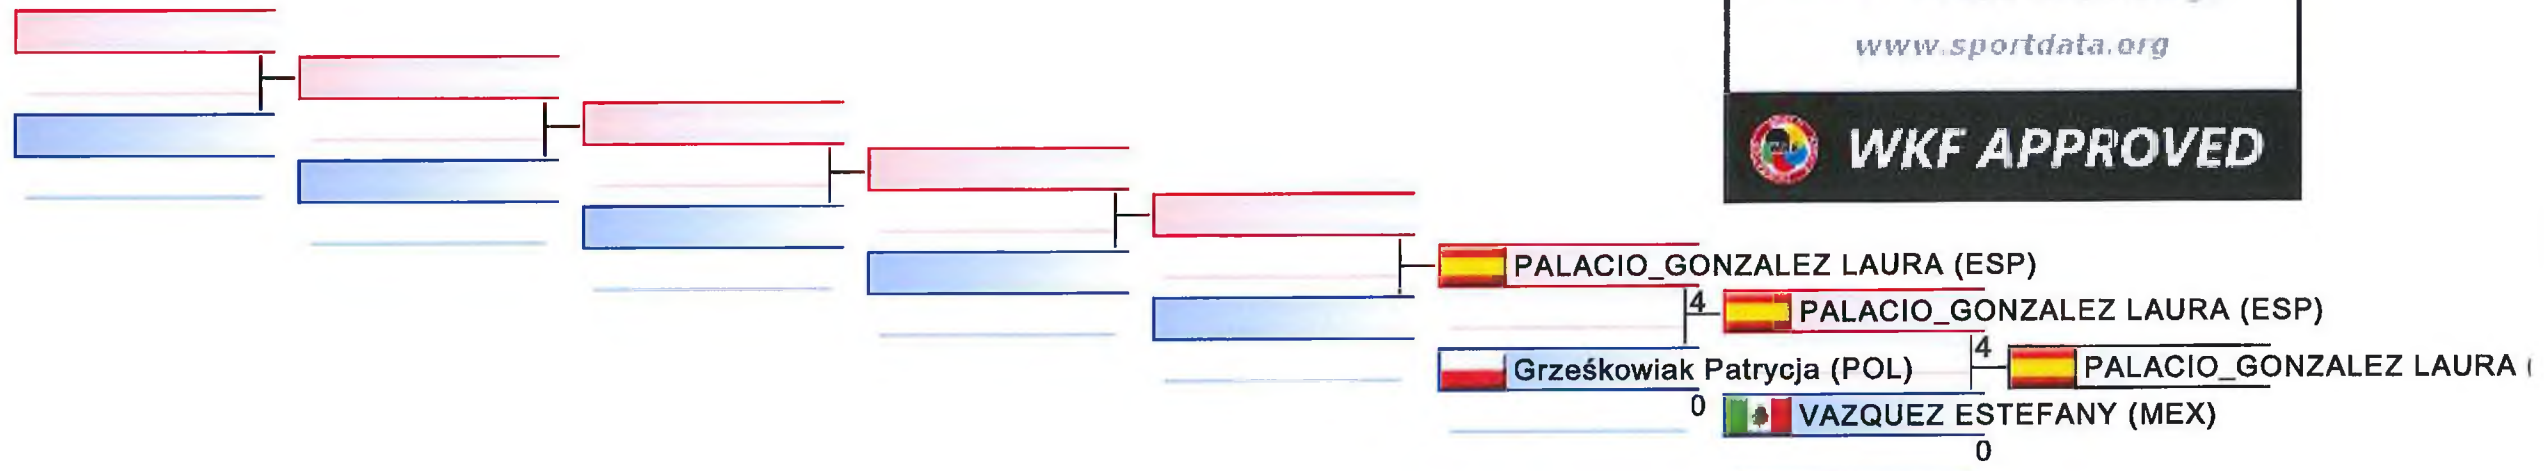 www.sportdata.org
WKF APPROVED
PALACIO_GONZALEZ LAURA (ESP)
4
PALACIO_GONZALEZ LAURA (ESP)
Grześkowiak Patrycja (POL)
0
4
PALACIO_GONZALEZ LAURA (
VAZQUEZ ESTEFANY (MEX)
0